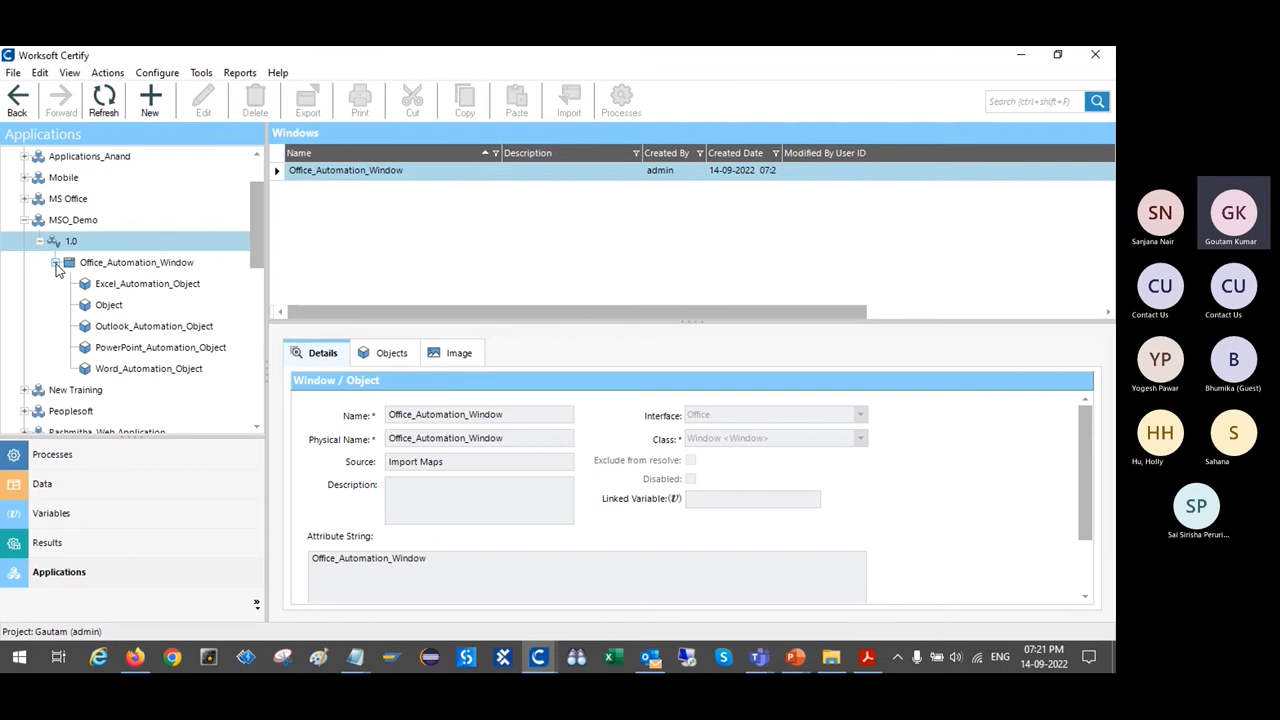 Worksoft Certify
File Edit View Actions Configure Tools Reports Help
Back Forward Refresh New Edit Delete Export Print Cut Copy Paste Import Processes
Search (ctrl+shift+F)
Applications
Applications_Anand
Mobile
MS Office
MSO_Demo
1.0
Office_Automation_Window
Excel_Automation_Object
Object
Outlook_Automation_Object
PowerPoint_Automation_Object
Word_Automation_Object
New Training
Peoplesoft
Rashmitha_Web Application
Processes
Data
Variables
Results
Applications
Project: Gautam (admin)
Windows
Name Description Created By Created Date Modified By User ID
Office_Automation_Window admin 14-09-2022 07:2
Details Objects Image
Window / Object
Name:* Office_Automation_Window Interface: Office
Physical Name:* Office_Automation_Window Class:* Window <Window>
Source: Import Maps Exclude from resolve:
Disabled:
Description: Linked Variable:(v)
Attribute String:
Office_Automation_Window
SN GK
Sanjana Nair Goutam Kumar
CU CU
Contact Us Contact Us
YP B
Yogesh Pawar Bhumika (Guest)
HH S
Hu, Holly Sahana
SP
Sai Sirisha Peruri...
ENG 07:21 PM
14-09-2022